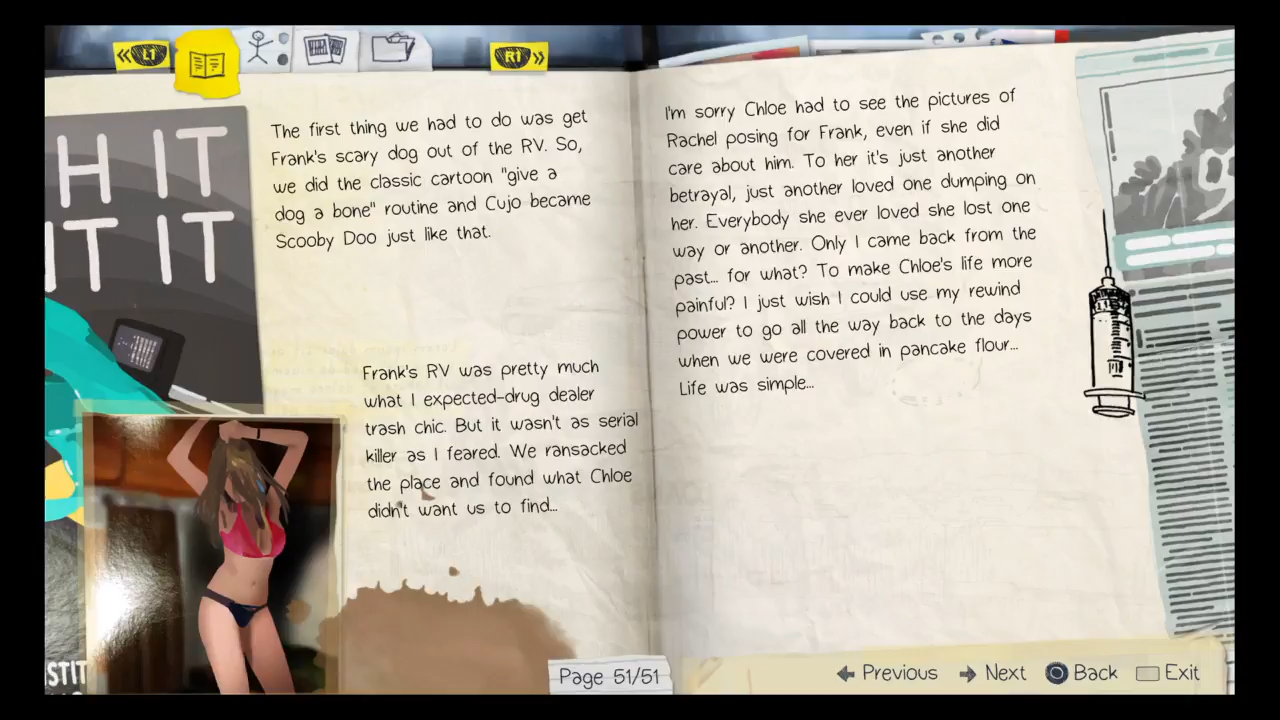 L1
R1
H IT
IT IT
The first thing we had to do was get
Frank's scary dog out of the RV. So,
we did the classic cartoon "give a
dog a bone" routine and Cujo became
Scooby Doo just like that.
Frank's RV was pretty much
what I expected-drug dealer
trash chic. But it wasn't as serial
killer as I feared. We ransacked
the place and found what Chloe
didn't want us to find...
I'm sorry Chloe had to see the pictures of
Rachel posing for Frank, even if she did
care about him. To her it's just another
betrayal, just another loved one dumping on
her. Everybody she ever loved she lost one
way or another. Only I came back from the
past... for what? To make Chloe's life more
painful? I just wish I could use my rewind
power to go all the way back to the days
when we were covered in pancake flour...
Life was simple...
STIT
Page 51/51
Previous
Next
Back
Exit